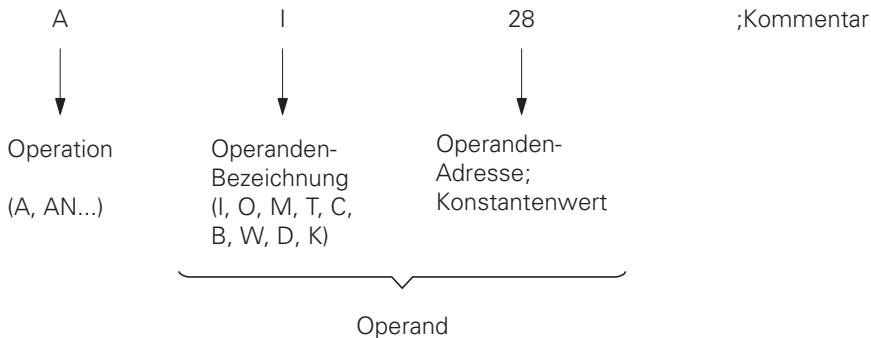 A I 28 ;Kommentar
Operation
(A, AN...)
Operanden-
Bezeichnung
(I, O, M, T, C,
B, W, D, K)
Operanden-
Adresse;
Konstantenwert
Operand